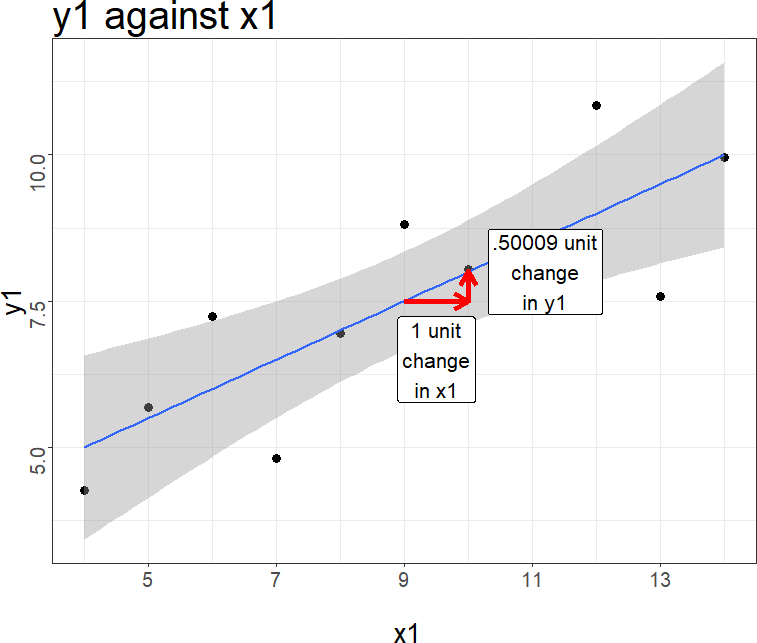 y1 against x1
10.0
7.5
5.0
y1
.50009 unit
change
in y1
1 unit
change
in x1
5
7
9
11
13
x1